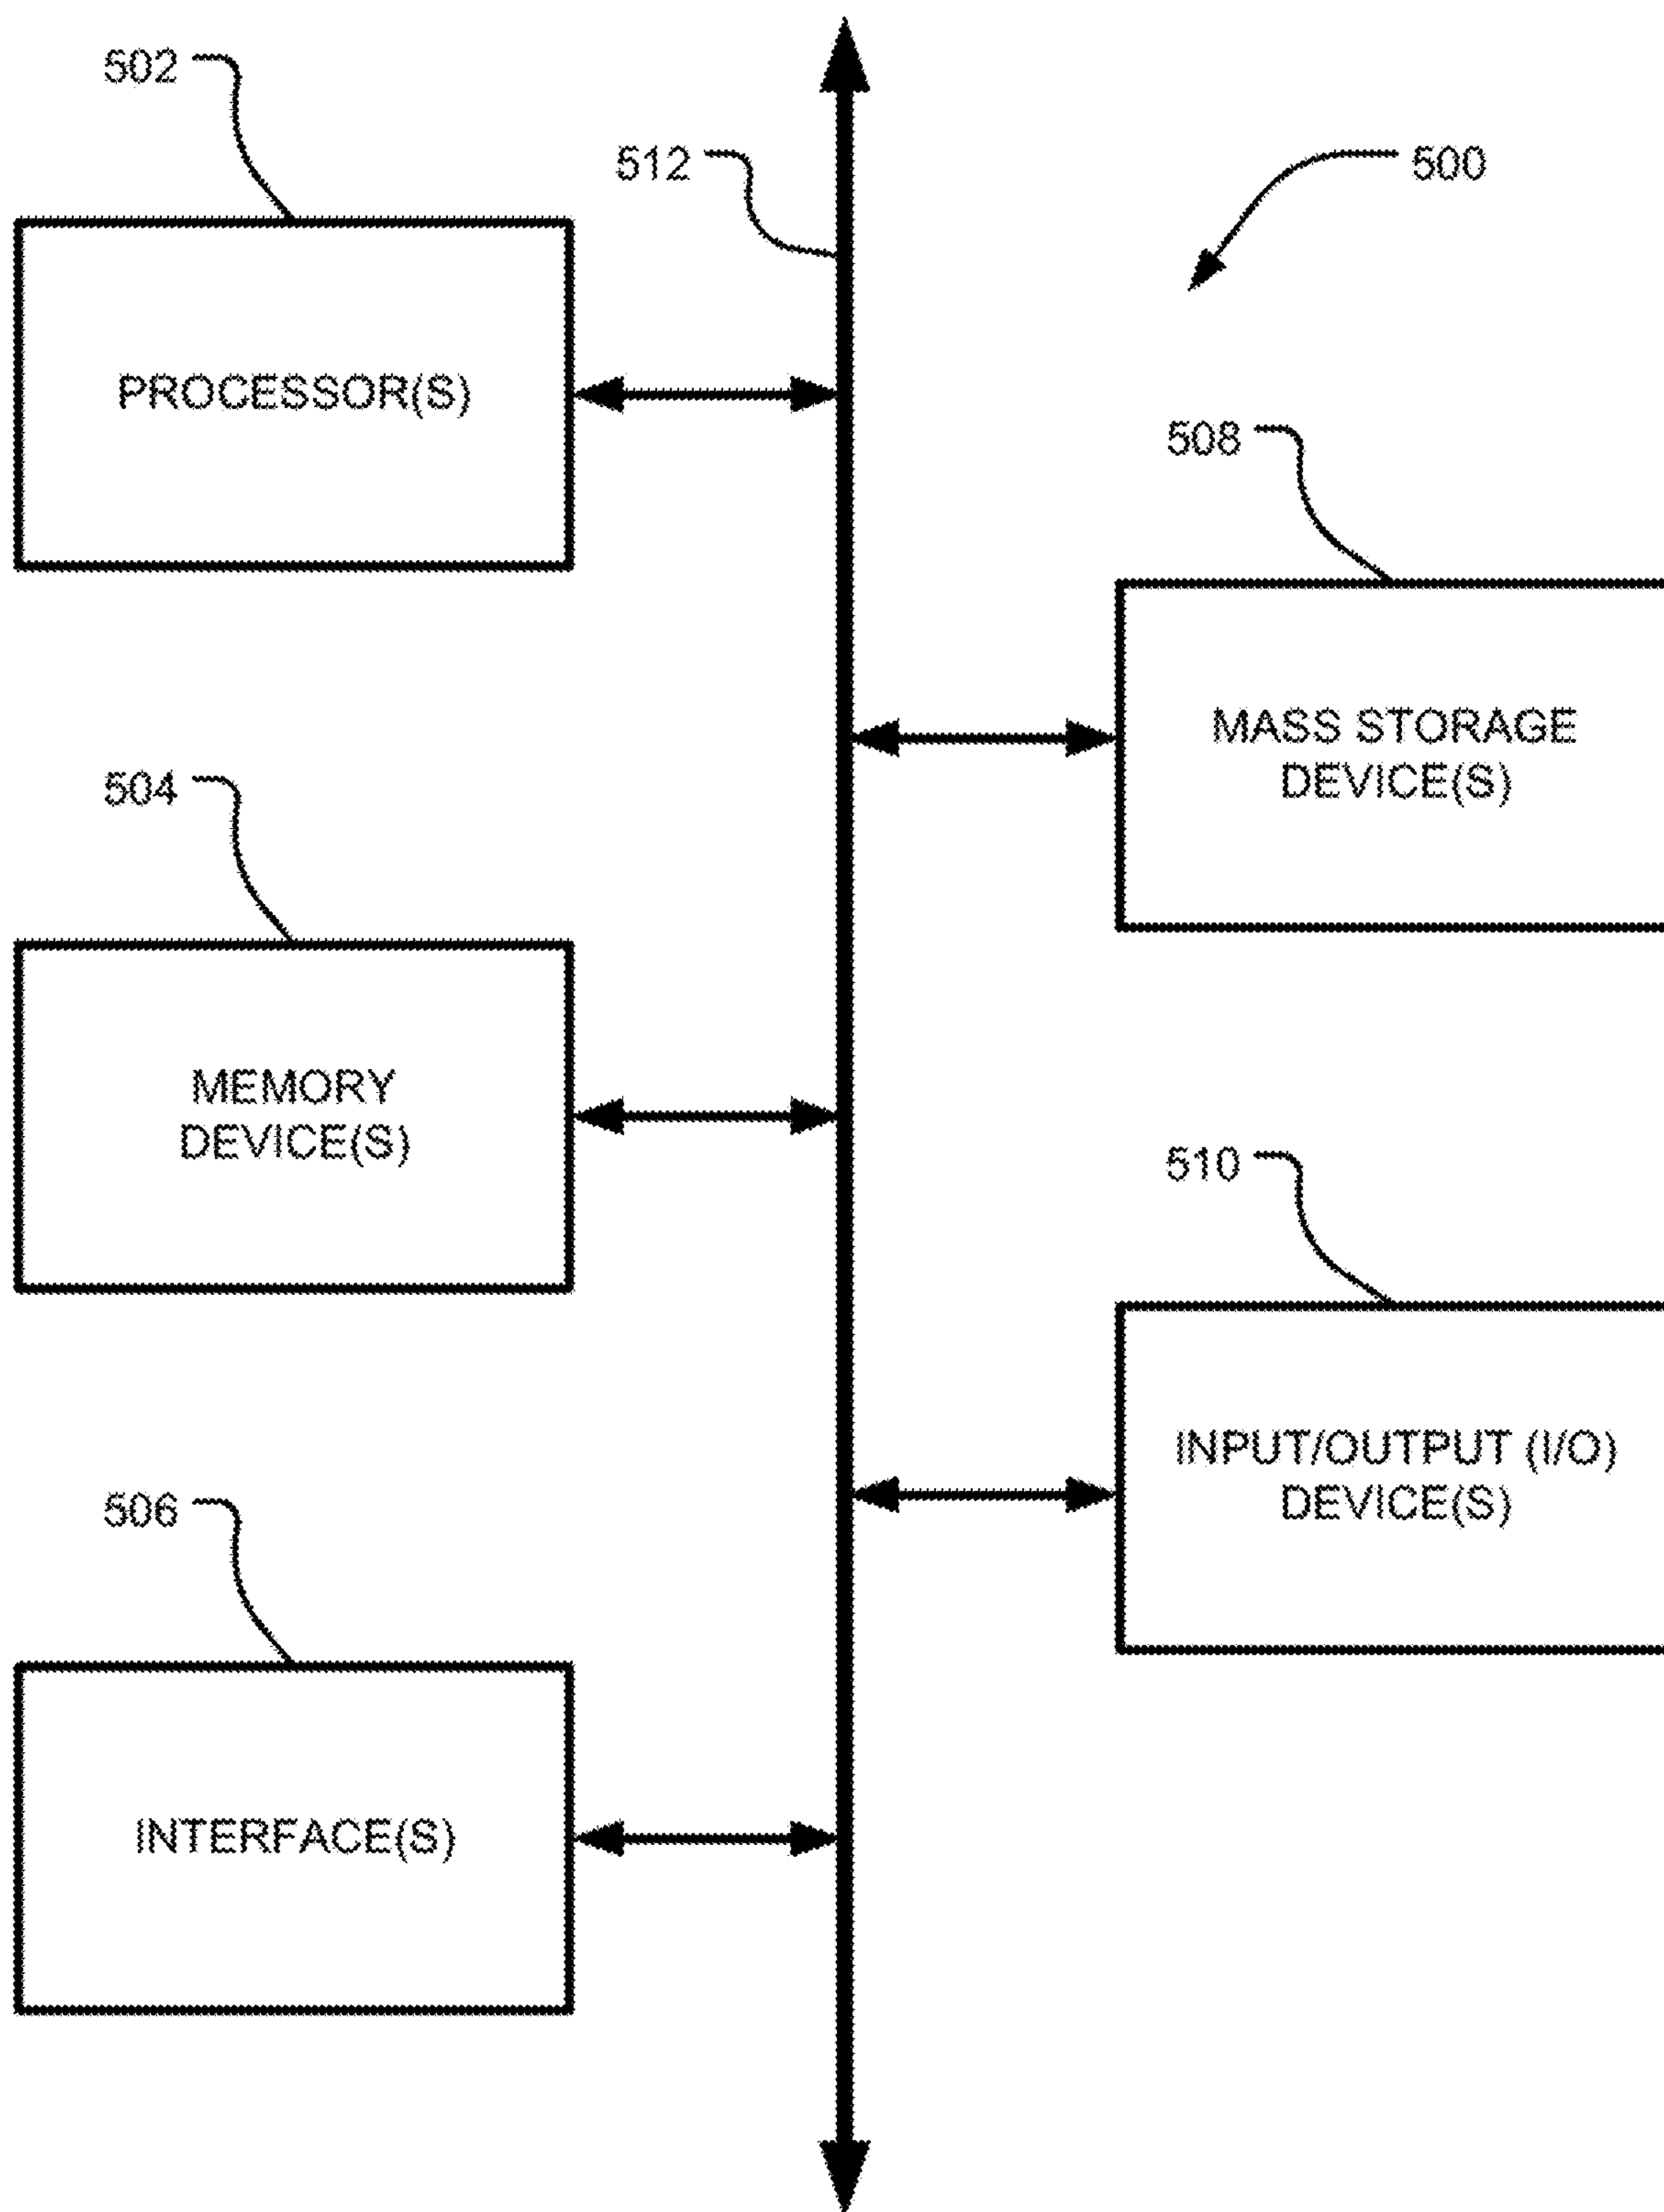 502
512
500
PROCESSOR(S)
508
MASS STORAGE
DEVICE(S)
504
MEMORY
DEVICE(S)
510
INPUT/OUTPUT (I/O)
DEVICE(S)
506
INTERFACE(S)